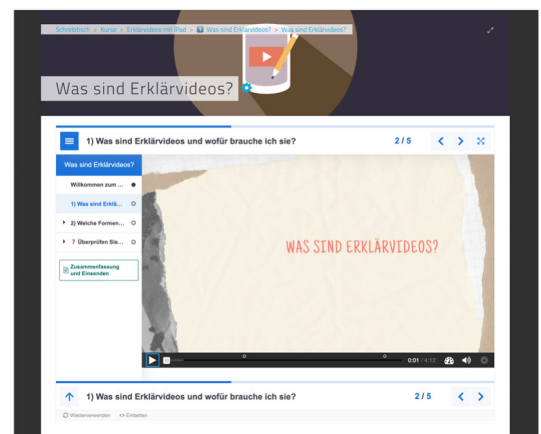 Schreibtisch > Kurse > Erklärvideos mit iPad > 1 Was sind Erklärvideos? > Was sind Erklärvideos?
Was sind Erklärvideos?
1) Was sind Erklärvideos und wofür brauche ich sie?
2 / 5
Was sind Erklärvideos?
Willkommen zum ...
1) Was sind Erklä...
2) Welche Formen...
? Überprüfen Sie...
Zusammenfassung
und Einsenden
WAS SIND ERKLÄRVIDEOS?
0:01 / 4:12
1) Was sind Erklärvideos und wofür brauche ich sie?
2 / 5
Wiederverwenden
Einbetten